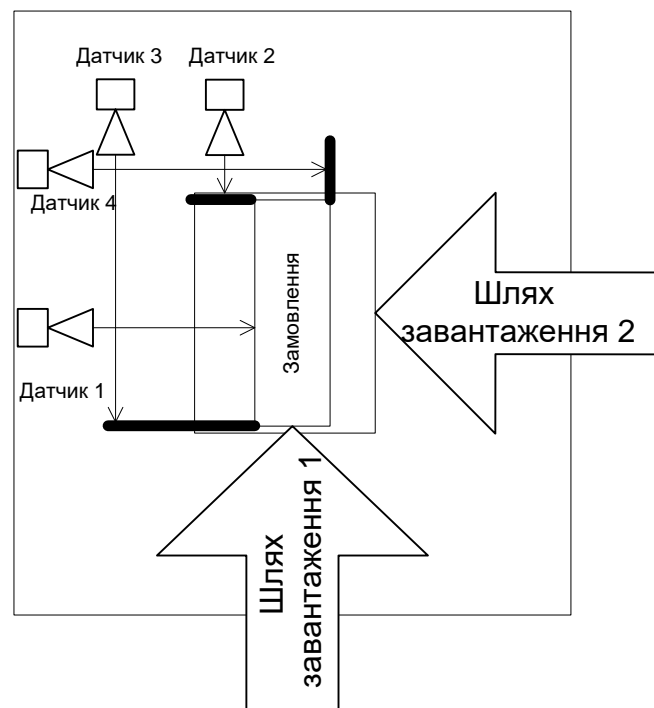 Датчик 3
Датчик 2
Датчик 4
Замовлення
Шлях
завантаження 2
Датчик 1
Шлях
завантаження 1